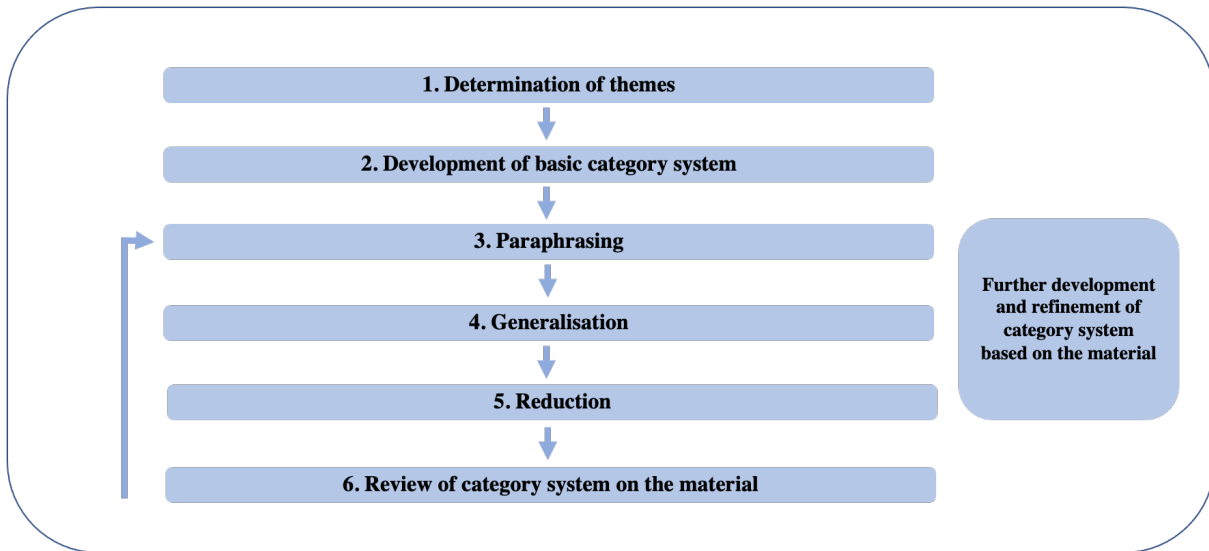 1. Determination of themes
2. Development of basic category system
3. Paraphrasing
4. Generalisation
5. Reduction
6. Review of category system on the material
Further development
and refinement of
category system
based on the material